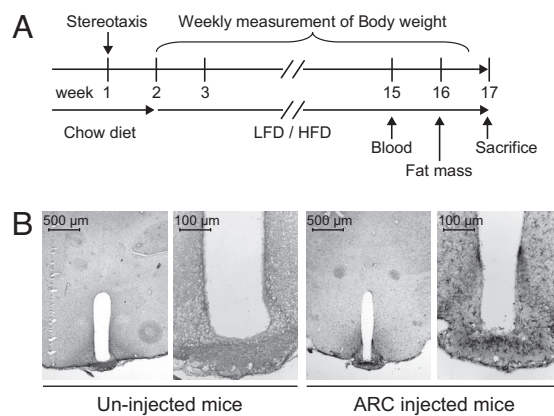 A
Stereotaxis
Weekly measurement of Body weight
week 1 2 3 15 16 17
Chow diet
LFD / HFD
Blood
Fat mass
Sacrifice
B
500 µm
100 µm
500 µm
100 µm
Un-injected mice
ARC injected mice